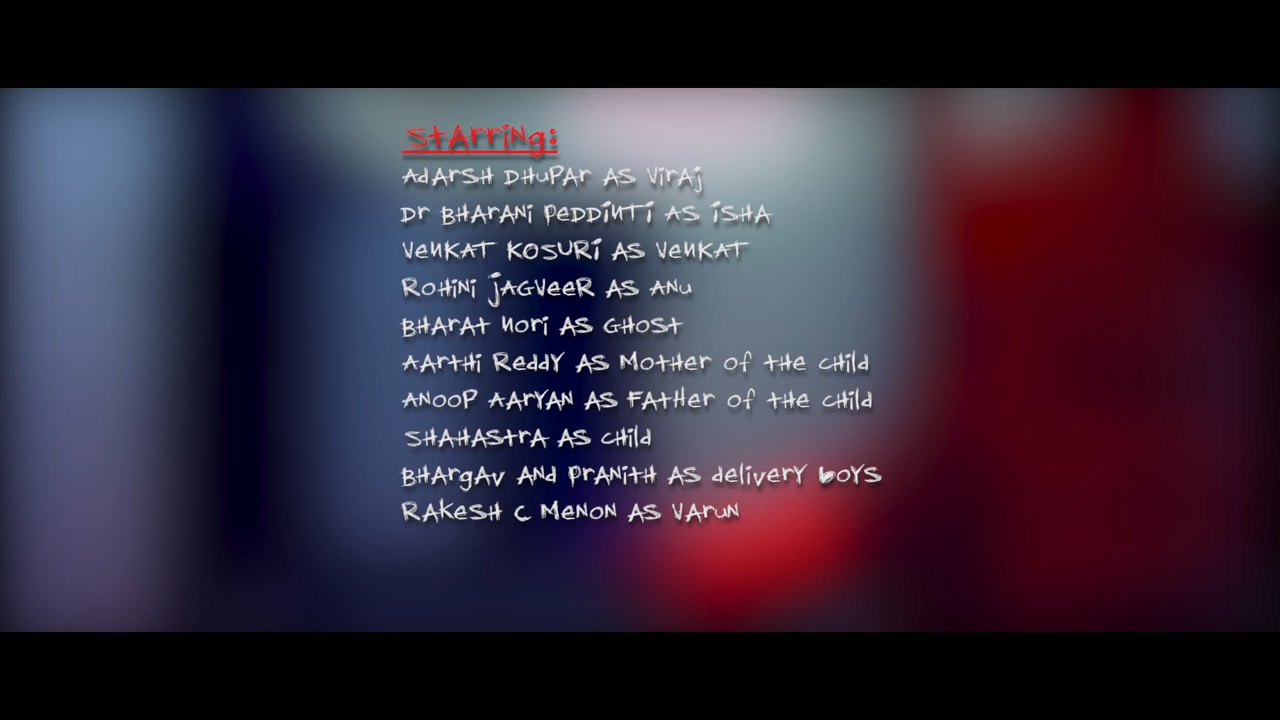 Starring:
Adarsh Dhupar as Viraj
Dr Bharani Peddinti as Isha
Venkat Kosuri as Venkat
Rohini Jagveer as Anu
Bharat Nori as Ghost
Aarthi Reddy as Mother of the child
Anoop Aaryan as Father of the child
Shahastra as child
Bhargav and Pranith as delivery boys
Rakesh C Menon as Varun